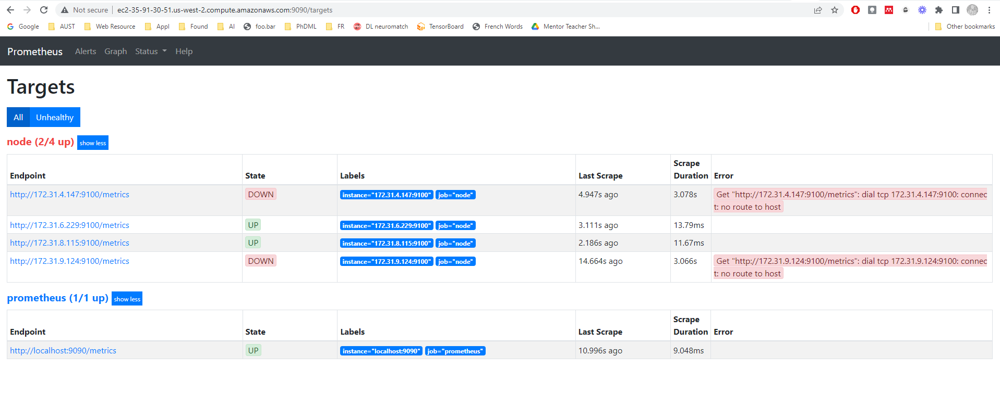 Not secure | ec2-35-91-30-51.us-west-2.compute.amazonaws.com:9090/targets
Google AUST Web Resource Appl Found AI foo.bar PhDML FR DL neuromatch TensorBoard French Words Mentor Teacher Sh... Other bookmarks
Prometheus Alerts Graph Status Help
Targets
All Unhealthy
node (2/4 up) show less
Scrape
Endpoint State Labels Last Scrape Duration Error
http://172.31.4.147:9100/metrics DOWN instance="172.31.4.147:9100" job="node" 4.947s ago 3.078s Get "http://172.31.4.147:9100/metrics": dial tcp 172.31.4.147:9100: connec
t: no route to host
http://172.31.6.229:9100/metrics UP instance="172.31.6.229:9100" job="node" 3.111s ago 13.79ms
http://172.31.8.115:9100/metrics UP instance="172.31.8.115:9100" job="node" 2.186s ago 11.67ms
http://172.31.9.124:9100/metrics DOWN instance="172.31.9.124:9100" job="node" 14.664s ago 3.066s Get "http://172.31.9.124:9100/metrics": dial tcp 172.31.9.124:9100: connec
t: no route to host
prometheus (1/1 up) show less
Scrape
Endpoint State Labels Last Scrape Duration Error
http://localhost:9090/metrics UP instance="localhost:9090" job="prometheus" 10.996s ago 9.048ms